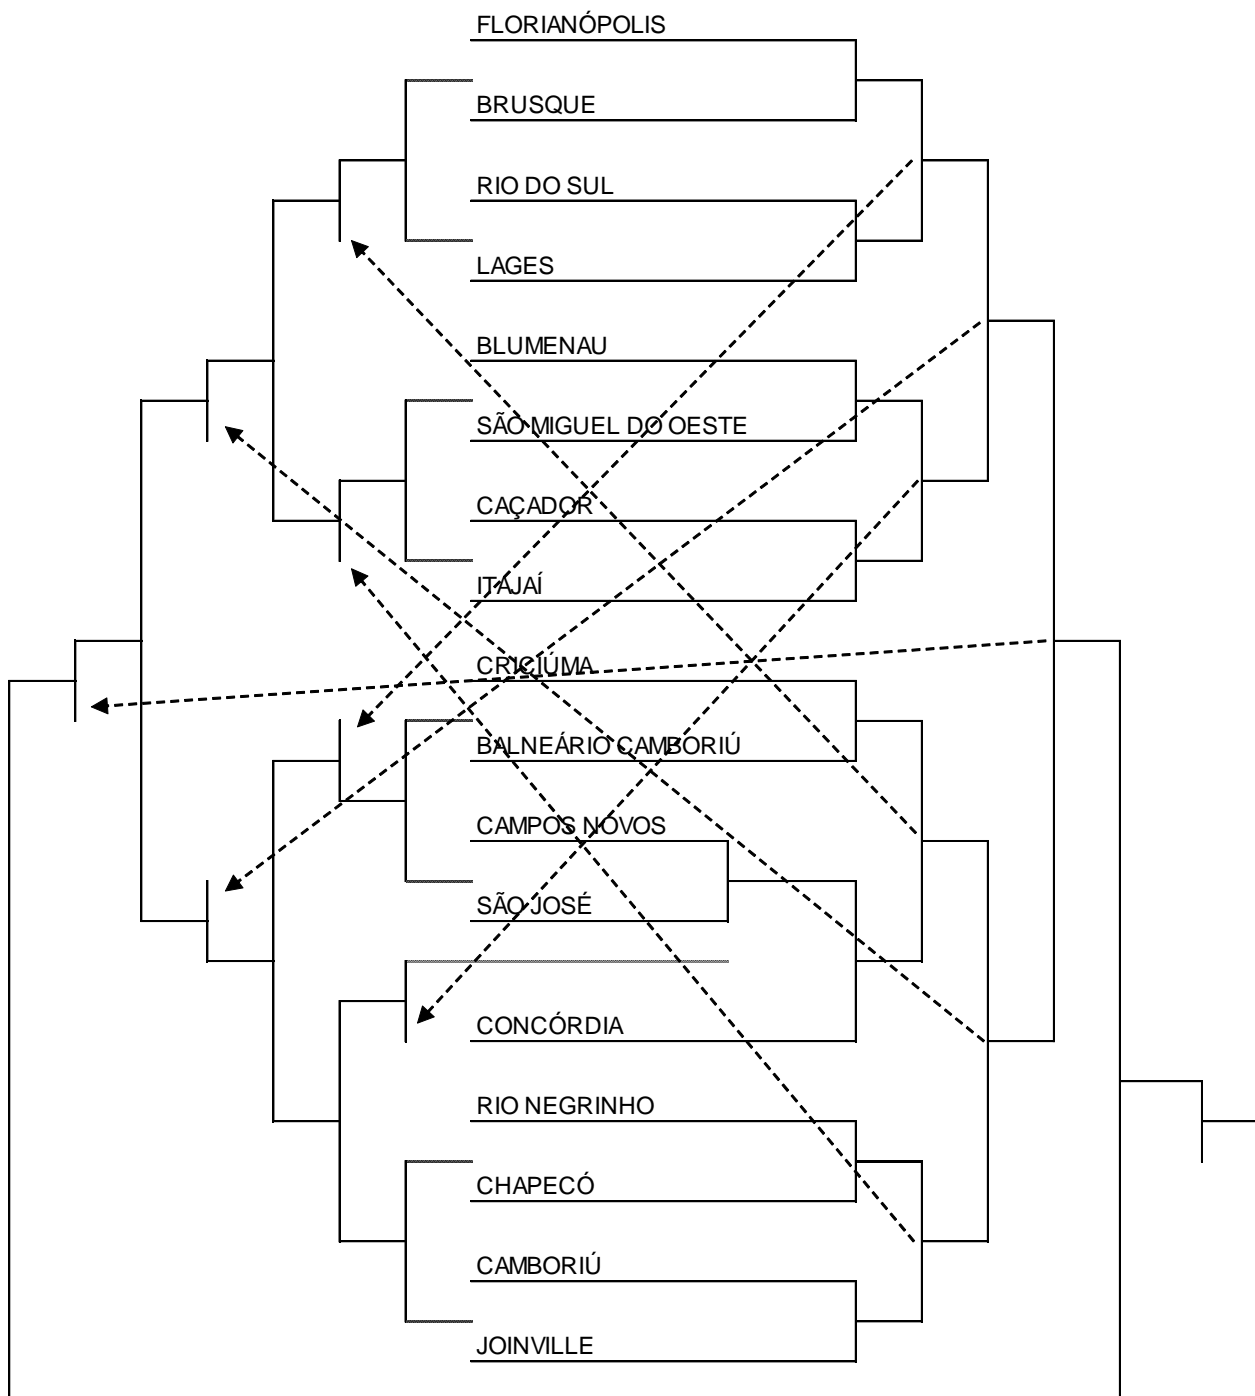 FLORIANÓPOLIS
BRUSQUE
RIO DO SUL
LAGES
BLUMENAU
SÃO MIGUEL DO OESTE
CAÇADOR
ITAJAÍ
CRICIÚMA
BALNEÁRIO CAMBORIÚ
CAMPOS NOVOS
SÃO JOSÉ
CONCÓRDIA
RIO NEGRINHO
CHAPECÓ
CAMBORIÚ
JOINVILLE